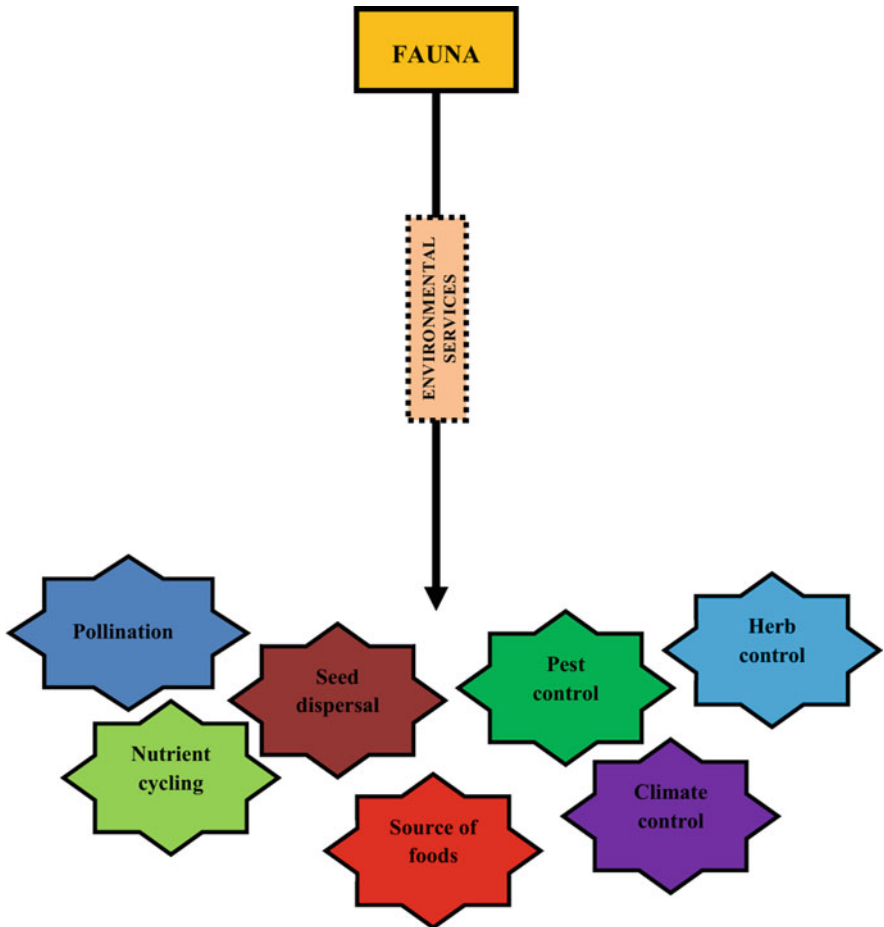 FAUNA
ENVIRONMENTAL
SERVICES
Pollination
Seed
dispersal
Pest
control
Herb
control
Nutrient
cycling
Source of
foods
Climate
control